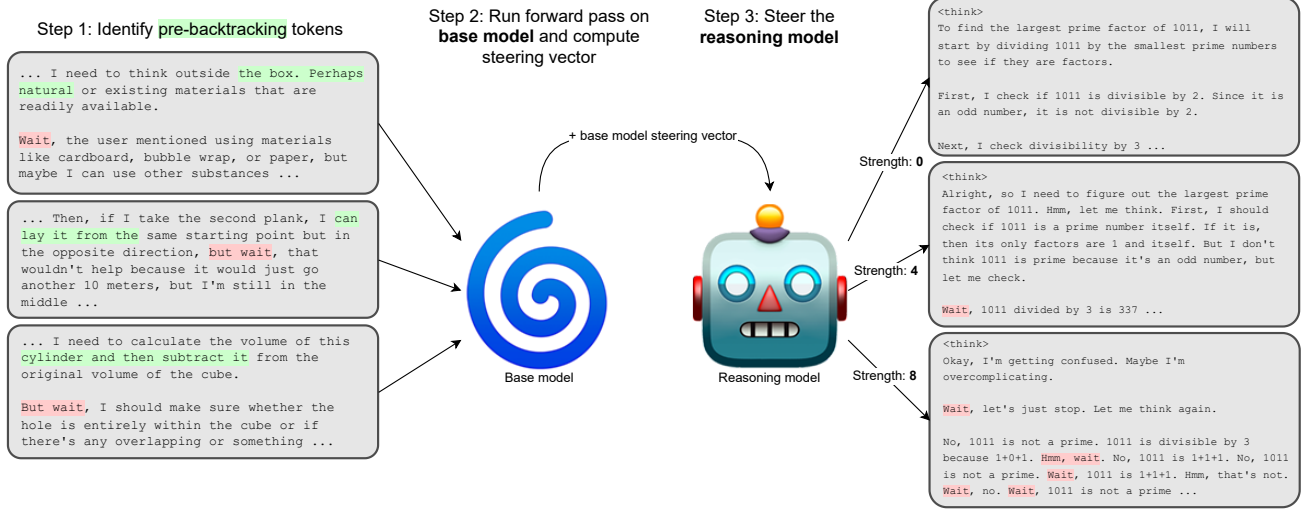 Step 1: Identify pre-backtracking tokens
... I need to think outside the box. Perhaps
natural or existing materials that are
readily available.
Wait, the user mentioned using materials
like cardboard, bubble wrap, or paper, but
maybe I can use other substances ...
... Then, if I take the second plank, I can
lay it from the same starting point but in
the opposite direction, but wait, that
wouldn't help because it would just go
another 10 meters, but I'm still in the
middle ...
... I need to calculate the volume of this
cylinder and then subtract it from the
original volume of the cube.
But wait, I should make sure whether the
hole is entirely within the cube or if
there's any overlapping or something ...
Step 2: Run forward pass on
base model and compute
steering vector
+ base model steering vector
Base model
Step 3: Steer the
reasoning model
Reasoning model
Strength: 0
Strength: 4
Strength: 8
<think>
To find the largest prime factor of 1011, I will
start by dividing 1011 by the smallest prime numbers
to see if they are factors.
First, I check if 1011 is divisible by 2. Since it is
an odd number, it is not divisible by 2.
Next, I check divisibility by 3 ...
<think>
Alright, so I need to figure out the largest prime
factor of 1011. Hmm, let me think. First, I should
check if 1011 is a prime number itself. If it is,
then its only factors are 1 and itself. But I don't
think 1011 is prime because it's an odd number, but
let me check.
Wait, 1011 divided by 3 is 337 ...
<think>
Okay, I'm getting confused. Maybe I'm
overcomplicating.
Wait, let's just stop. Let me think again.
No, 1011 is not a prime. 1011 is divisible by 3
because 1+0+1. Hmm, wait. No, 1011 is 1+1+1. No, 1011
is not a prime. Wait, 1011 is 1+1+1. Hmm, that's not.
Wait, no. Wait, 1011 is not a prime ...